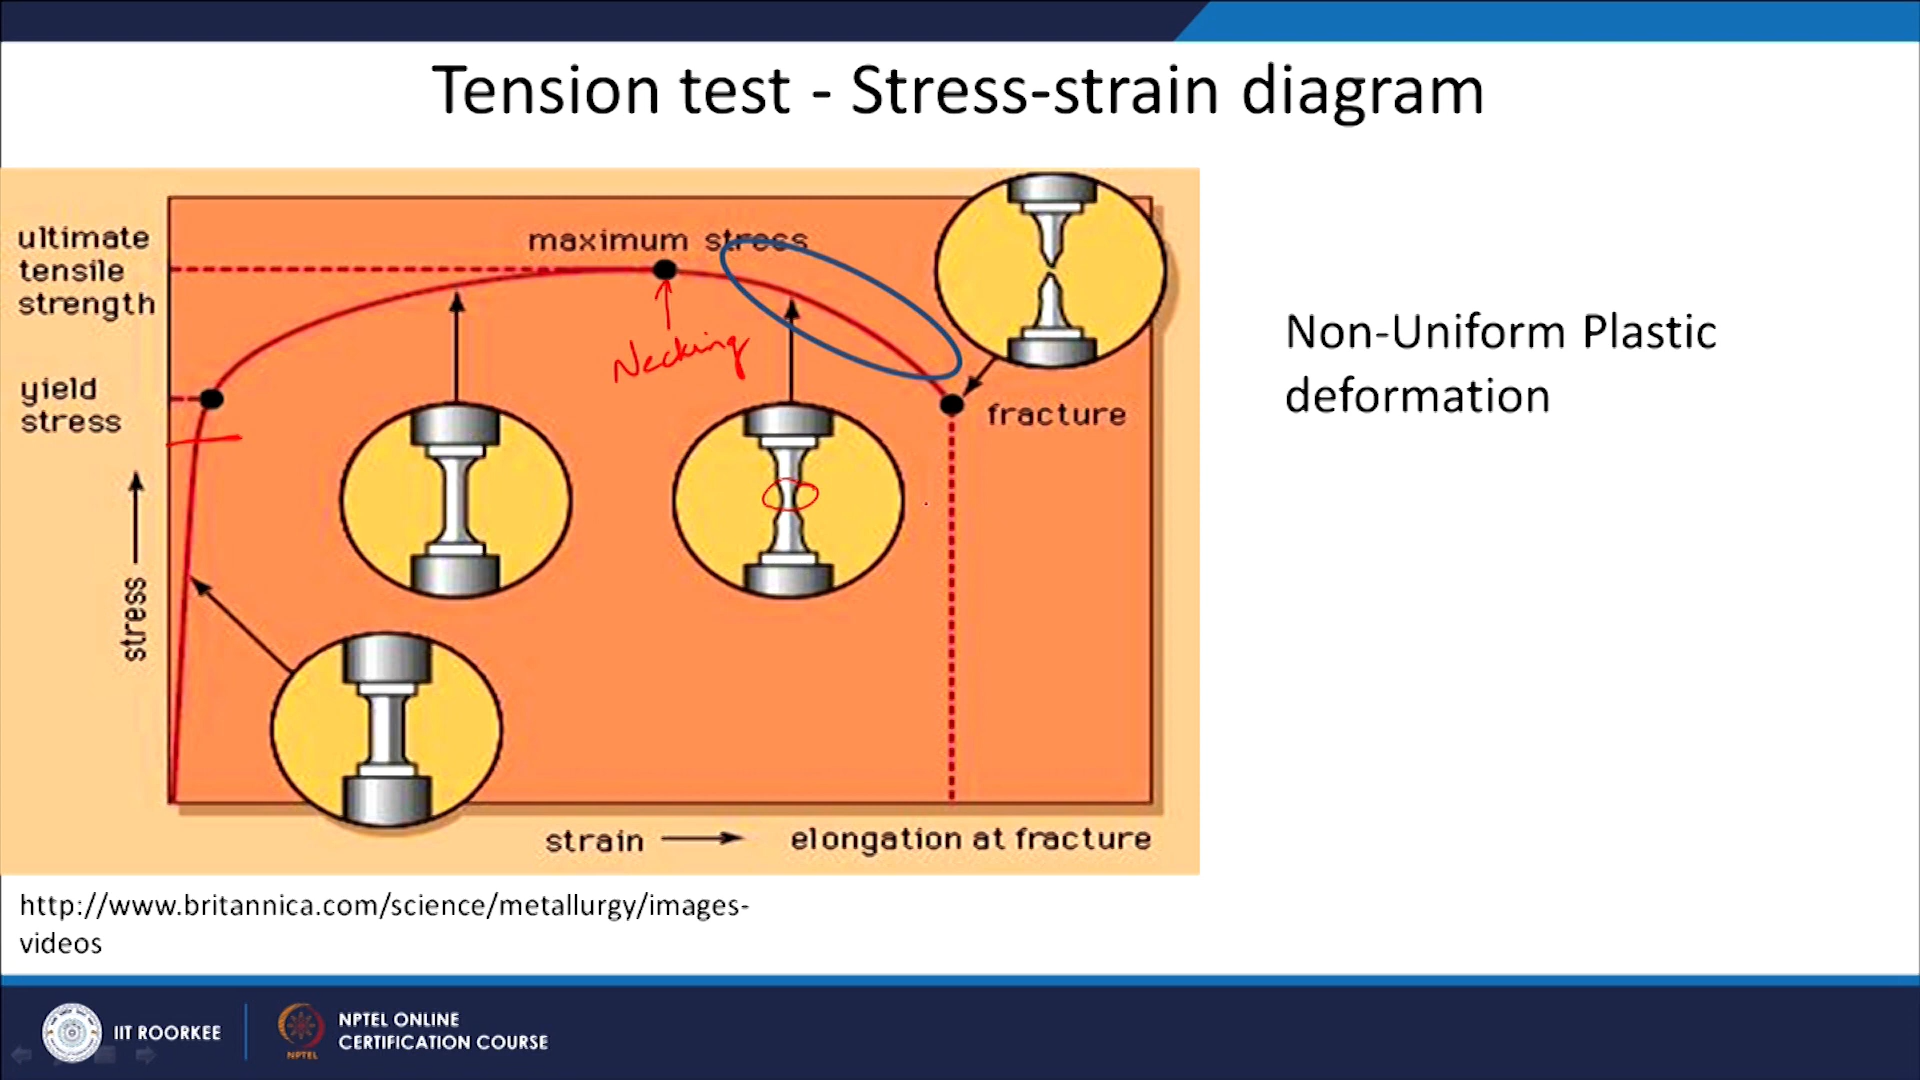 Tension test - Stress-strain diagram
ultimate
tensile
strength
maximum stress
Necking
yield
stress
fracture
stress
strain
elongation at fracture
Non-Uniform Plastic
deformation
http://www.britannica.com/science/metallurgy/images-
videos
IIT ROORKEE
NPTEL
NPTEL ONLINE
CERTIFICATION COURSE